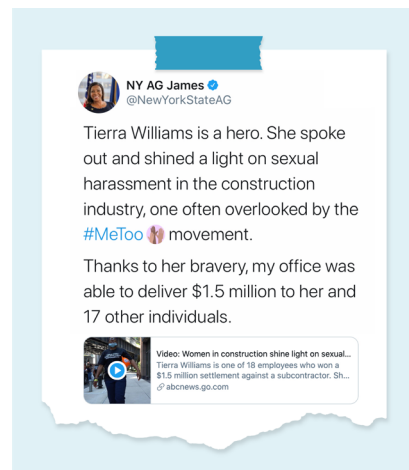 NY AG James
@NewYorkStateAG
Tierra Williams is a hero. She spoke
out and shined a light on sexual
harassment in the construction
industry, one often overlooked by the
#MeToo movement.
Thanks to her bravery, my office was
able to deliver $1.5 million to her and
17 other individuals.
Video: Women in construction shine light on sexual...
Tierra Williams is one of 18 employees who won a
$1.5 million settlement against a subcontractor. Sh...
abcnews.go.com